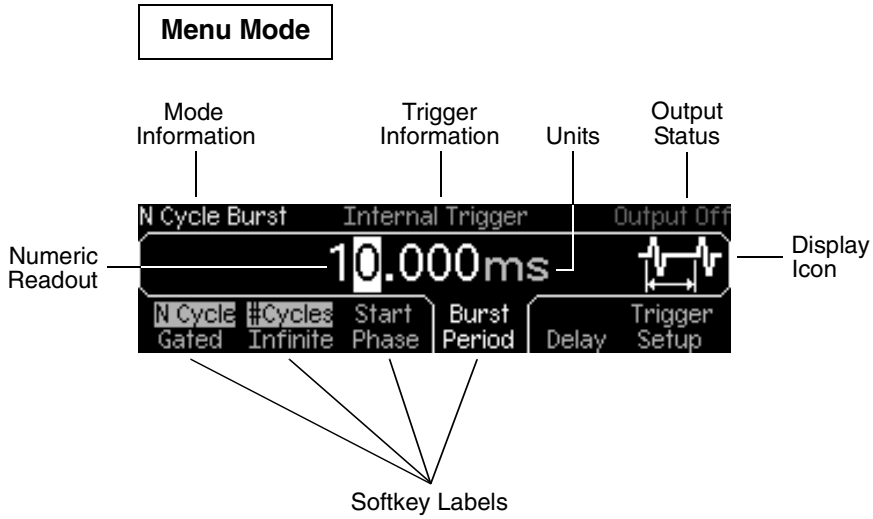 Menu Mode
Mode Information
Trigger Information
Units
Output Status
N Cycle Burst Internal Trigger Output Off
Numeric Readout
10.000ms
Display Icon
N Cycle #Cycles Start Burst Trigger
Gated Infinite Phase Period Delay Setup
Softkey Labels